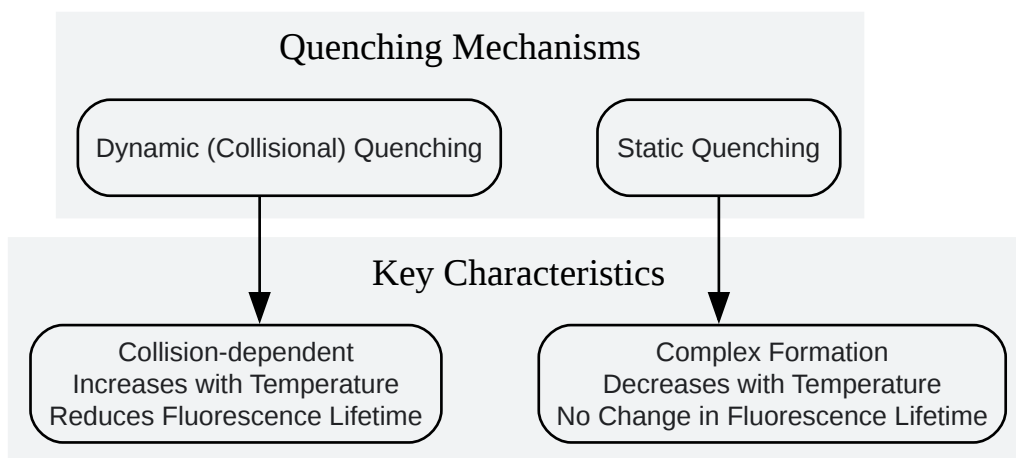 Quenching Mechanisms
Dynamic (Collisional) Quenching
Static Quenching
Key Characteristics
Collision-dependent
Increases with Temperature
Reduces Fluorescence Lifetime
Complex Formation
Decreases with Temperature
No Change in Fluorescence Lifetime